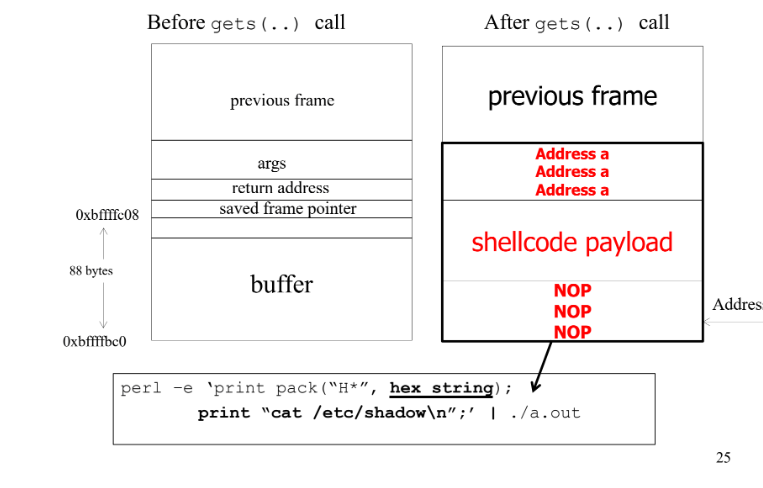 Before gets(..) call
After gets(..) call
previous frame
args
return address
saved frame pointer
buffer
0xbffffc08
88 bytes
0xbffffbc0
previous frame
Address a
Address a
Address a
shellcode payload
NOP
NOP
NOP
perl –e ‘print pack(“H*”, hex string);
print “cat /etc/shadow\n”;’ | ./a.out
25